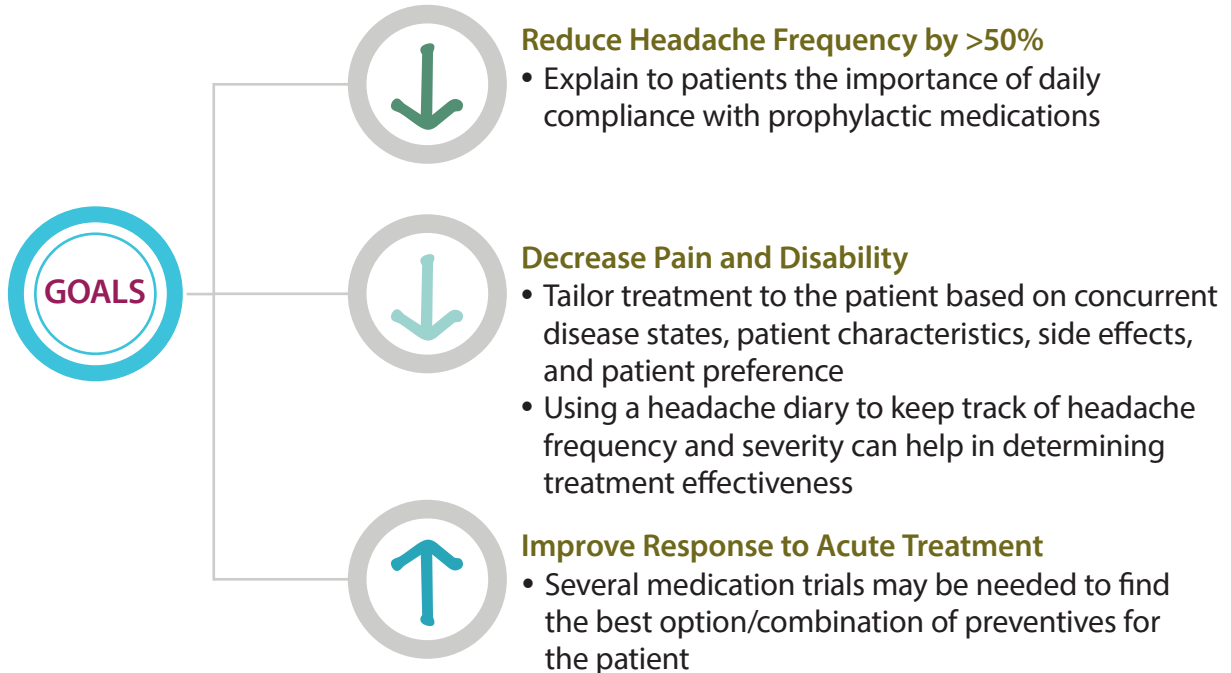 GOALS
Reduce Headache Frequency by >50%
• Explain to patients the importance of daily
compliance with prophylactic medications
Decrease Pain and Disability
• Tailor treatment to the patient based on concurrent
disease states, patient characteristics, side effects,
and patient preference
• Using a headache diary to keep track of headache
frequency and severity can help in determining
treatment effectiveness
Improve Response to Acute Treatment
• Several medication trials may be needed to find
the best option/combination of preventives for
the patient